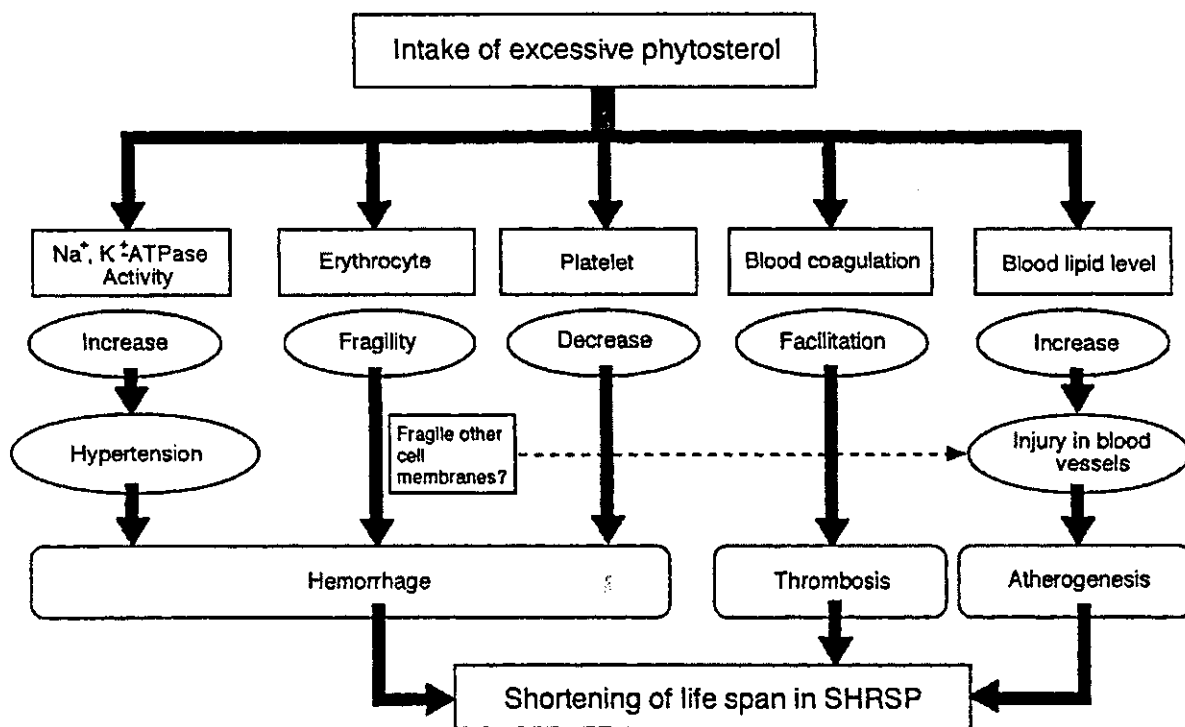 Intake of excessive phytosterol
Na⁺, K⁺-ATPase
Activity
Erythrocyte
Platelet
Blood coagulation
Blood lipid level
Increase
Fragility
Decrease
Facilitation
Increase
Hypertension
Fragile other
cell
membranes?
Injury in blood
vessels
Hemorrhage
Thrombosis
Atherogenesis
Shortening of life span in SHRSP